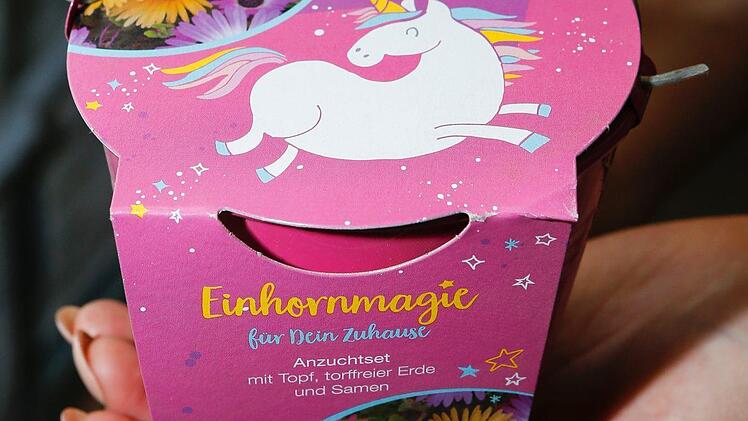 Einhornmagie
für Dein Zuhause
Anzuchtset
mit Topf, torffreier Erde
und Samen